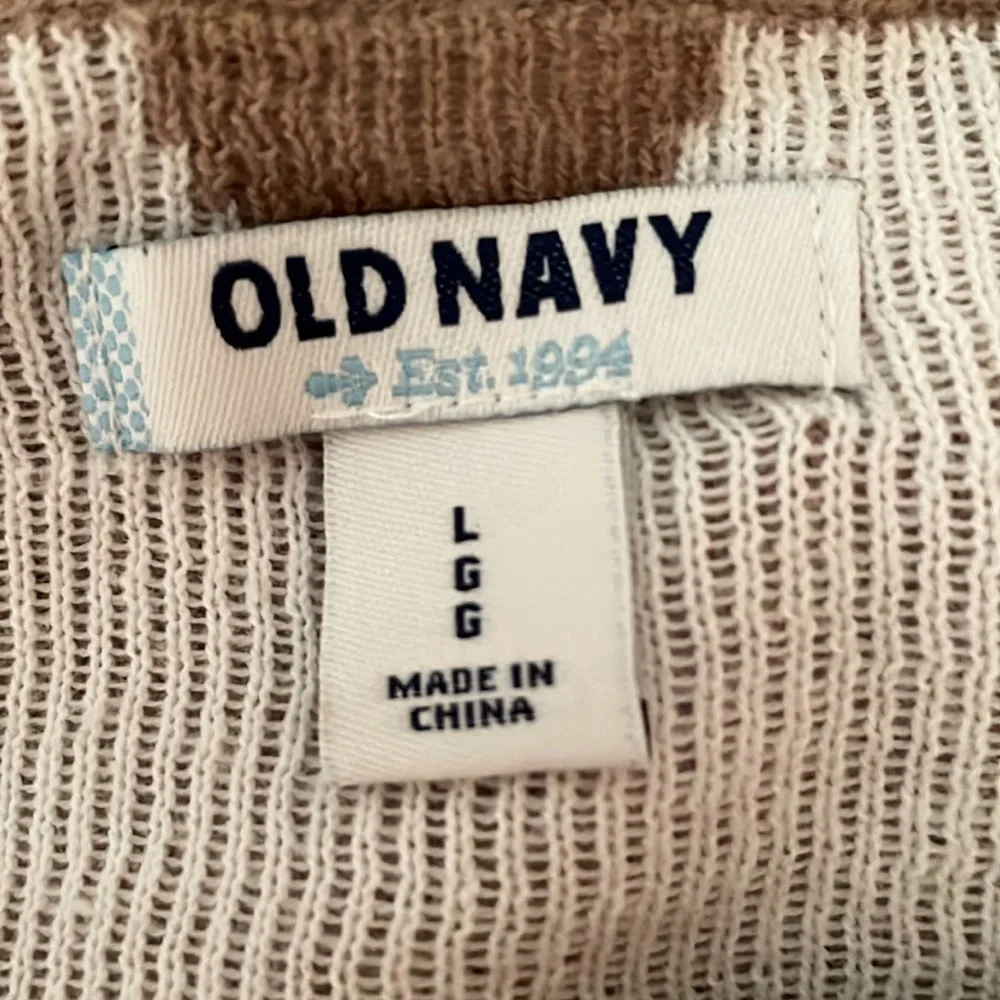 OLD NAVY
Est. 1994
L
G
G
MADE IN
CHINA